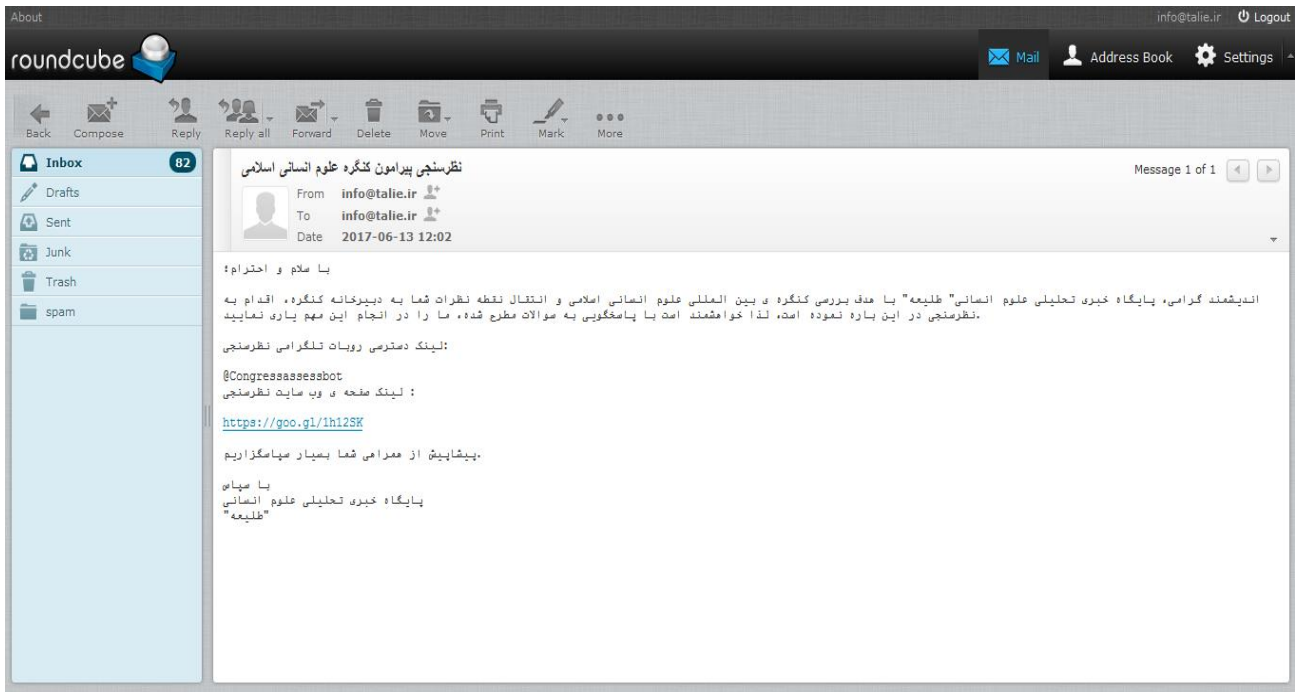 About
info@talie.ir Logout
roundcube
Mail Address Book Settings
Back Compose Reply Reply all Forward Delete Move Print Mark More
Inbox 82
Drafts
Sent
Junk
Trash
spam
نظرسنجی پیرامون کنگره علوم انسانی اسلامی
Message 1 of 1
From info@talie.ir
To info@talie.ir
Date 2017-06-13 12:02
با سلام و احترام؛
اندیشمند گرامی، پایگاه خبری تحلیلی علوم انسانی" طلیعه" با هدف بررسی کنگره ی بین المللی علوم انسانی اسلامی و انتقال نقطه نظرات شما به دبیرخانه کنگره، اقدام به
.نظرسنجی در این باره نموده است، لذا خواهشمند است با پاسخگویی به سوالات مطرح شده، ما را در انجام این مهم یاری نمایید
:لینک دسترسی روبات تلگرامی نظرسنجی
@Congressassessbot
: لینک صفحه ی وب سایت نظرسنجی
https://goo.gl/1h12SK
.پیشاپیش از همراهی شما بسیار سپاسگزاریم
با سپاس
پایگاه خبری تحلیلی علوم انسانی
"طلیعه"